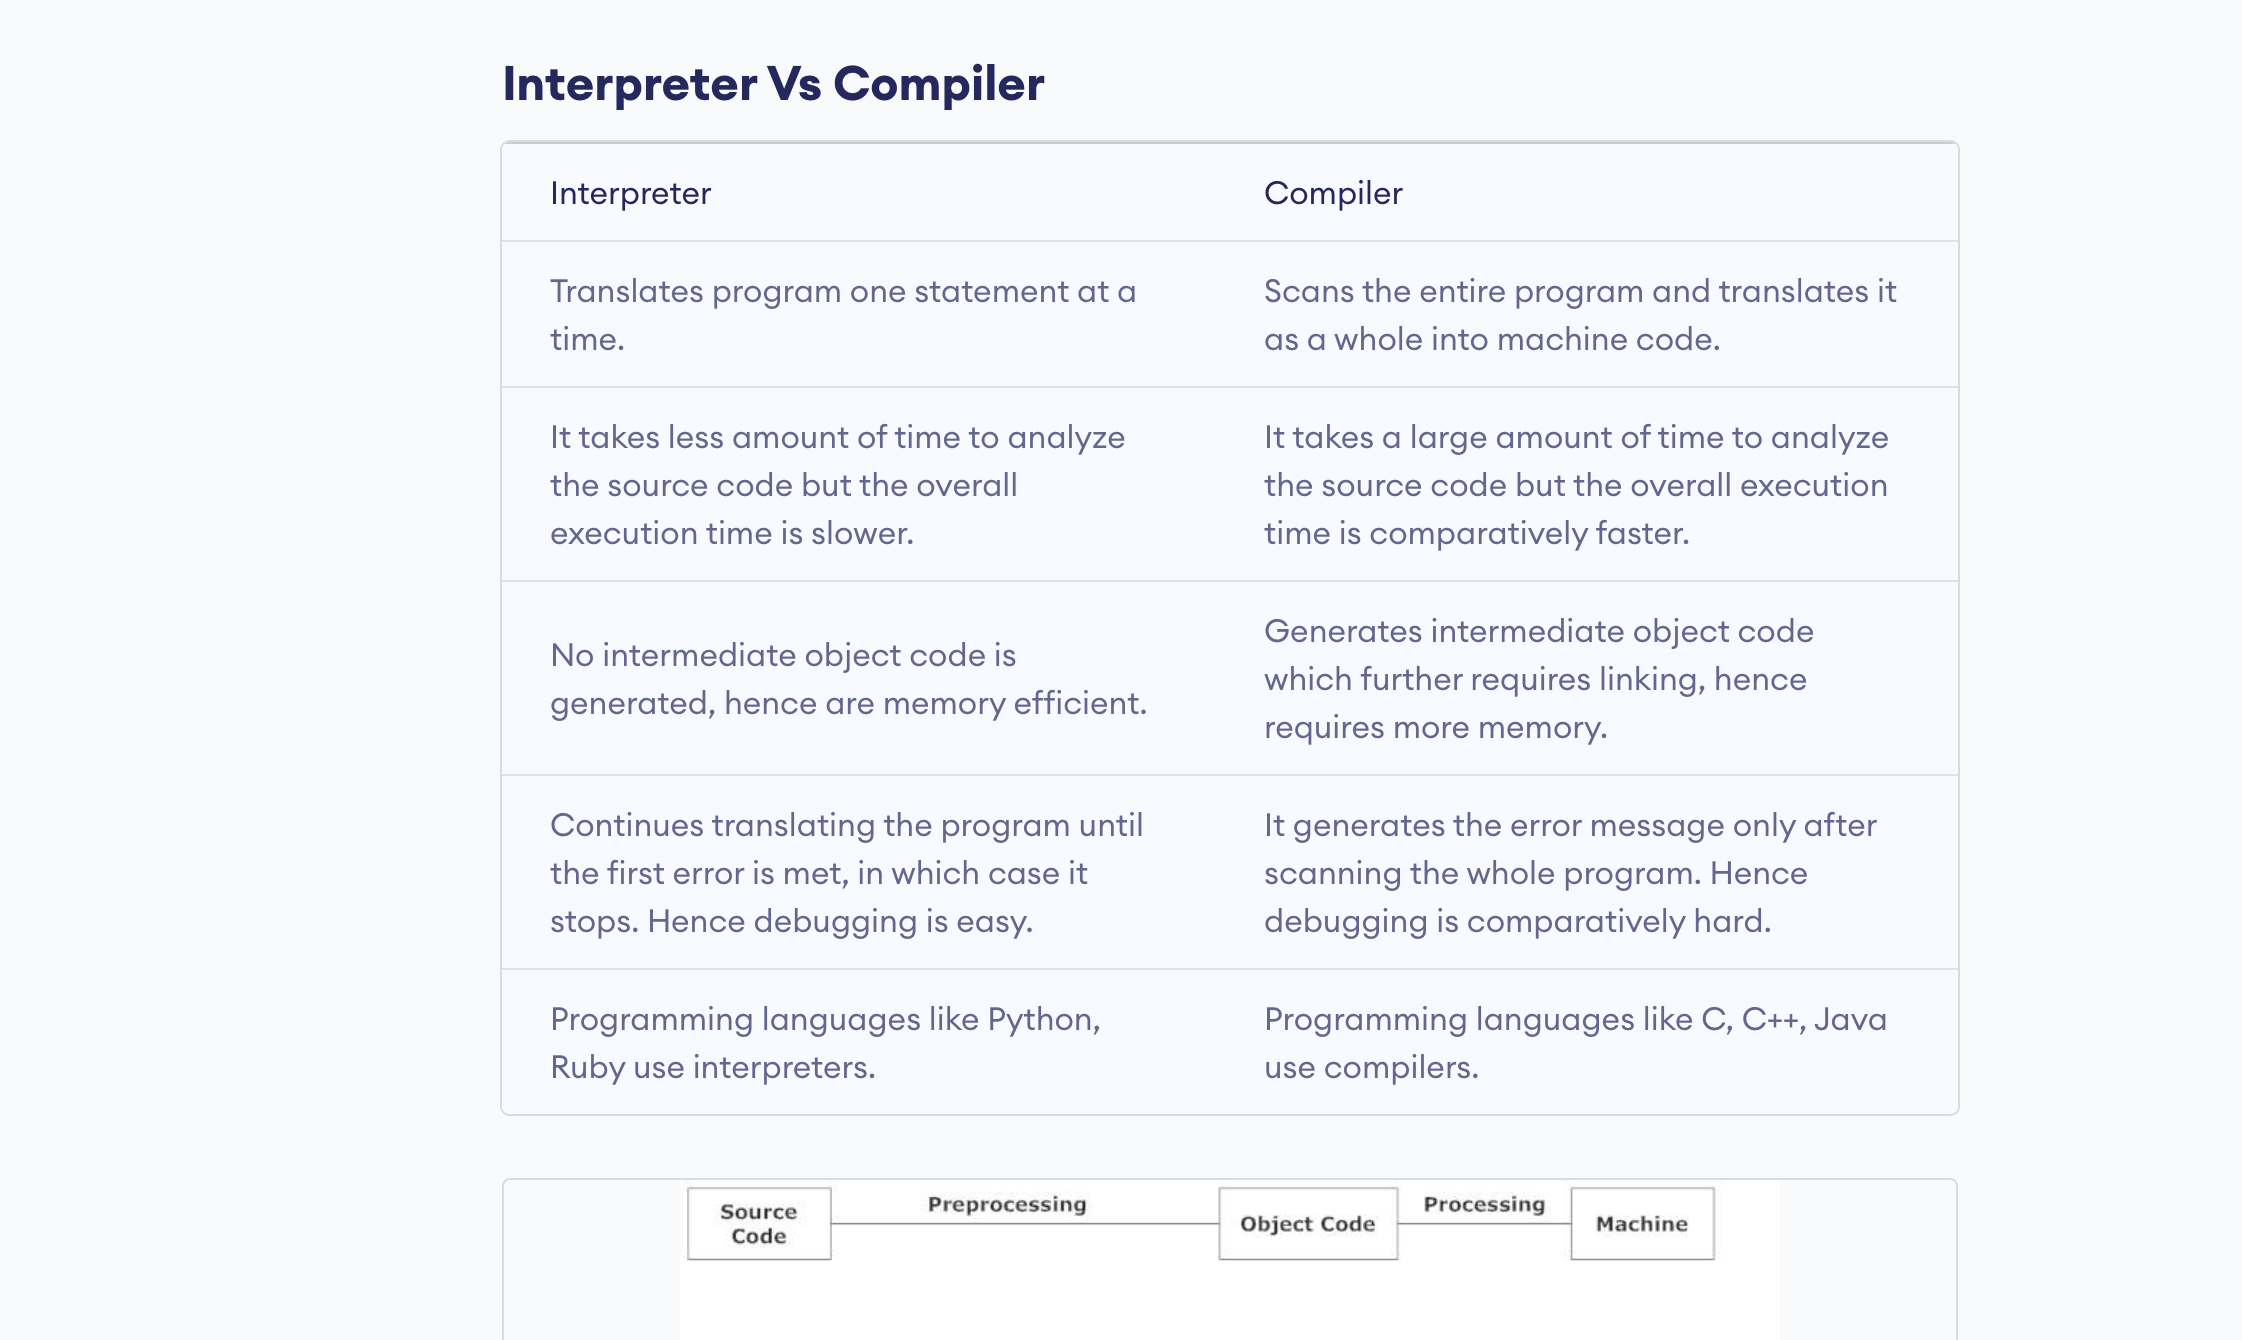 Interpreter Vs Compiler
Interpreter
Compiler
Translates program one statement at a
time.
Scans the entire program and translates it
as a whole into machine code.
It takes less amount of time to analyze
the source code but the overall
execution time is slower.
It takes a large amount of time to analyze
the source code but the overall execution
time is comparatively faster.
No intermediate object code is
generated, hence are memory efficient.
Generates intermediate object code
which further requires linking, hence
requires more memory.
Continues translating the program until
the first error is met, in which case it
stops. Hence debugging is easy.
It generates the error message only after
scanning the whole program. Hence
debugging is comparatively hard.
Programming languages like Python,
Ruby use interpreters.
Programming languages like C, C++, Java
use compilers.
Source
Code
Preprocessing
Object Code
Processing
Machine